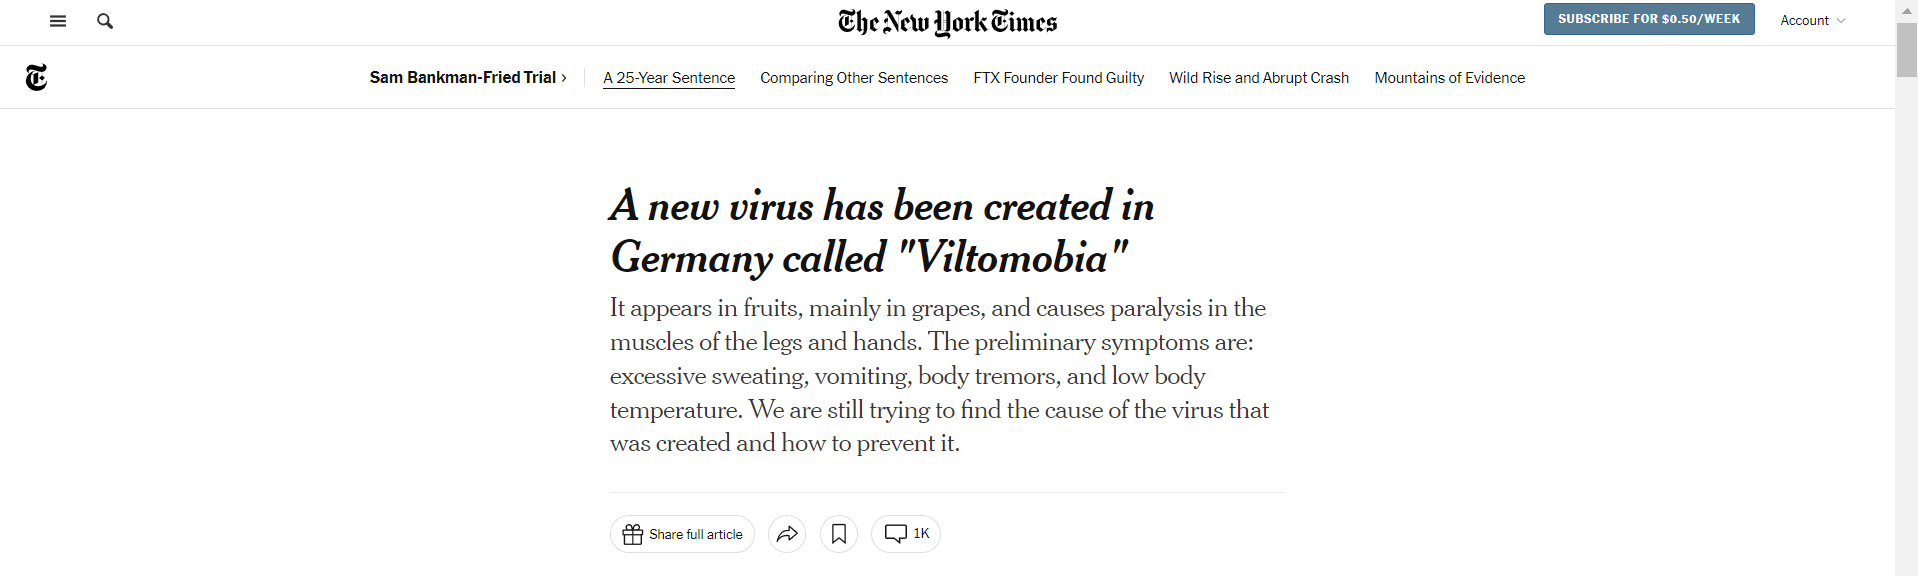 The New York Times
SUBSCRIBE FOR $0.50/WEEK
Account
Sam Bankman-Fried Trial ›
A 25-Year Sentence
Comparing Other Sentences
FTX Founder Found Guilty
Wild Rise and Abrupt Crash
Mountains of Evidence
A new virus has been created in
Germany called "Viltomobia"
It appears in fruits, mainly in grapes, and causes paralysis in the
muscles of the legs and hands. The preliminary symptoms are:
excessive sweating, vomiting, body tremors, and low body
temperature. We are still trying to find the cause of the virus that
was created and how to prevent it.
Share full article
1K